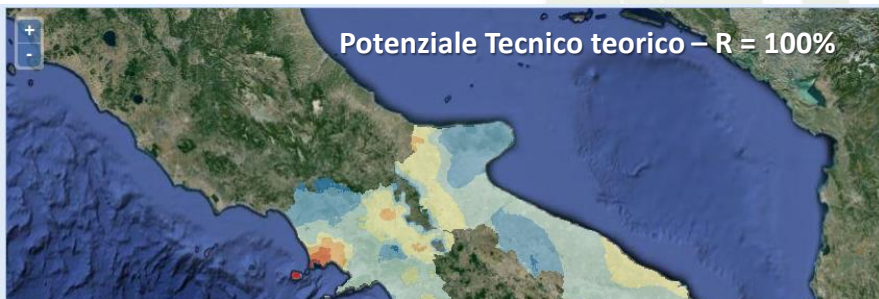 +
Potenziale Tecnico teorico – R = 100%
-